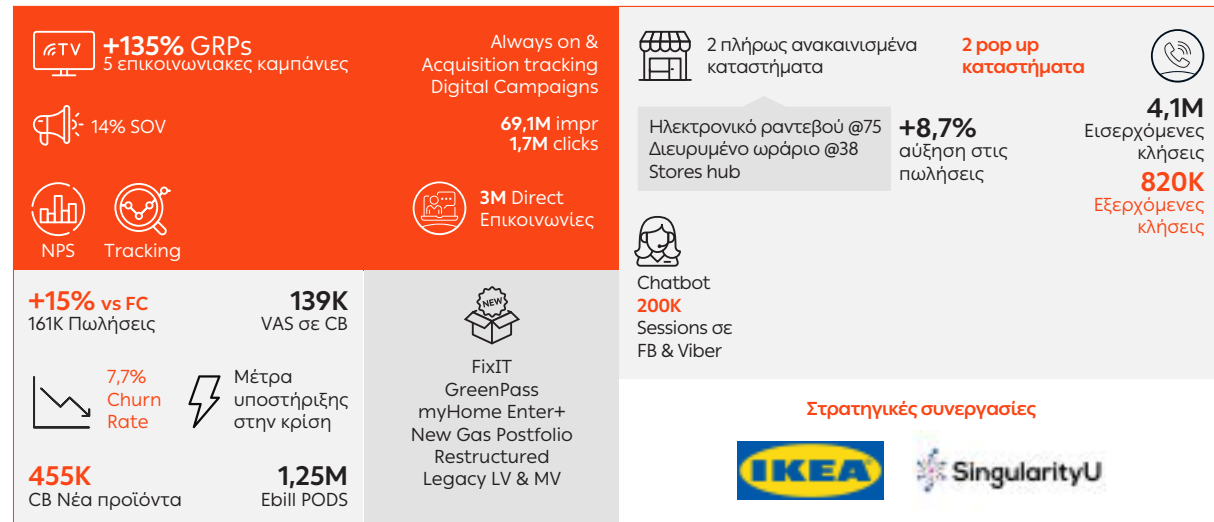 TV
+135% GRPs
5 επικοινωνιακες καμπάνιες
14% SOV
NPS
Tracking
Always on &
Acquisition tracking
Digital Campaigns
69,1M impr
1,7M clicks
3M Direct
Επικοινωνίες
2 πλήρως ανακαινισμένα
καταστήματα
2 pop up
καταστήματα
Ηλεκτρονικό ραντεβού @75
Διευρυμένο ωράριο @38
Stores hub
+8,7%
αύξηση στις
πωλήσεις
4,1M
Εισερχόμενες
κλήσεις
820K
Εξερχόμενες
κλήσεις
Chatbot
200K
Sessions σε
FB & Viber
+15% vs FC
161K Πωλήσεις
139K
VAS σε CB
7,7%
Churn
Rate
Μέτρα
υποστήριξης
στην κρίση
455K
CB Νέα προϊόντα
1,25M
Ebill PODS
NEW
FixIT
GreenPass
myHome Enter+
New Gas Postfolio
Restructured
Legacy LV & MV
Στρατηγικές συνεργασίες
IKEA
SingularityU